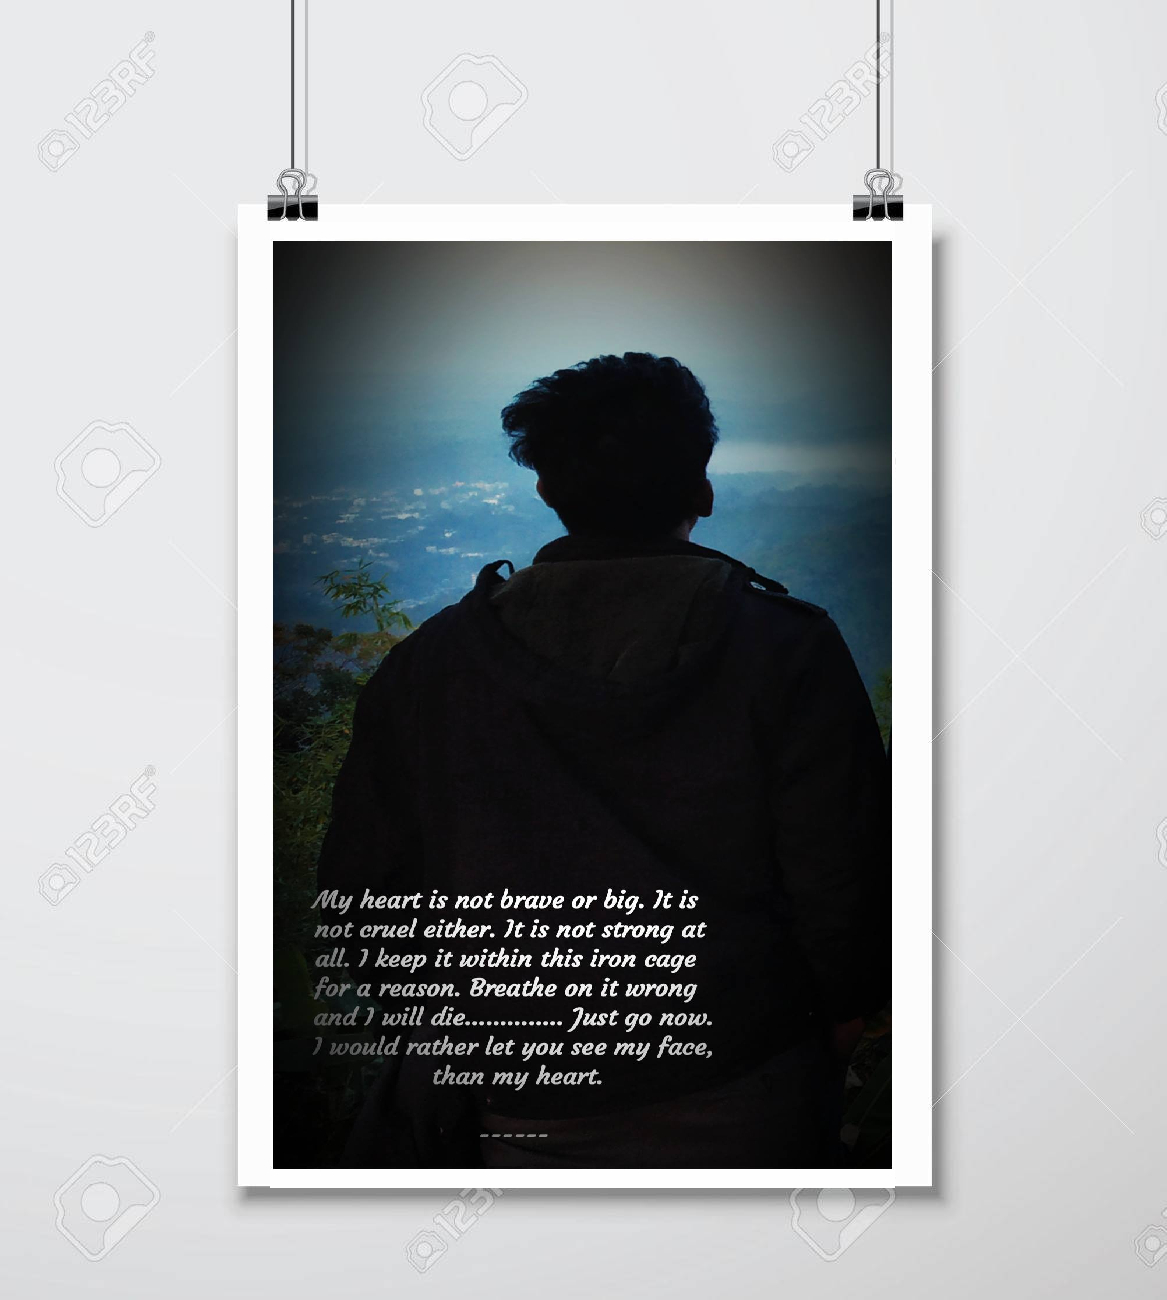 123RF
123RF
My heart is not brave or big. It is
not cruel either. It is not strong at
all. I keep it within this iron cage
for a reason. Breathe on it wrong
and I will die.............. Just go now.
I would rather let you see my face,
than my heart.
------
123RF
123RF